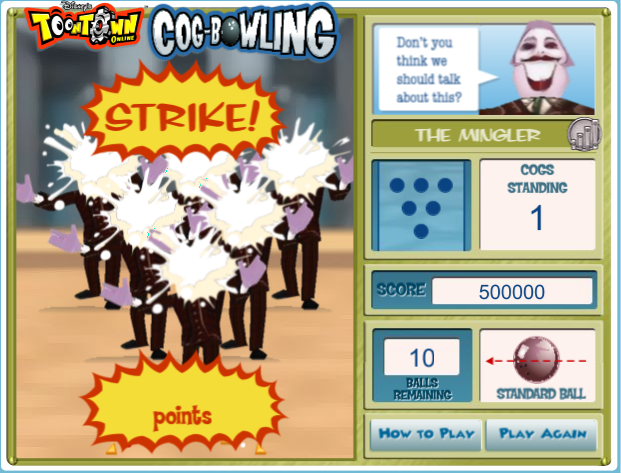 Disney's
TOONTOWN
ONLINE
COG-BOWLING
STRIKE!
points
Don't you
think we
should talk
about this?
THE MINGLER
COGS
STANDING
1
SCORE 500000
10
BALLS
REMAINING
STANDARD BALL
HOW TO PLAY
PLAY AGAIN